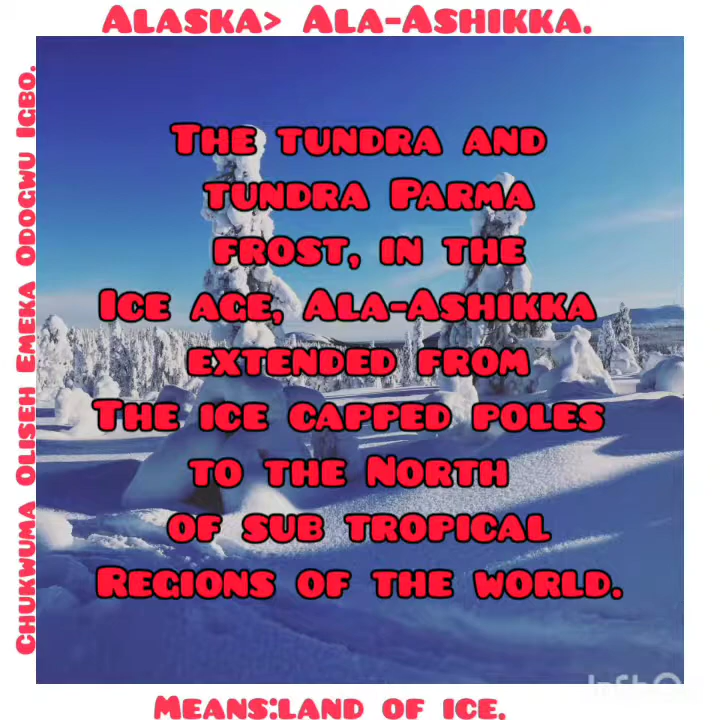 Alaska> Ala-Ashikka.
Chukwuma Oliseh Emeka Odogwu Igbo.
The tundra and
tundra Parma
frost, in the
Ice age, Ala-Ashikka
extended from
The ice capped poles
to the North
of sub tropical
Regions of the world.
Means:land of ice.